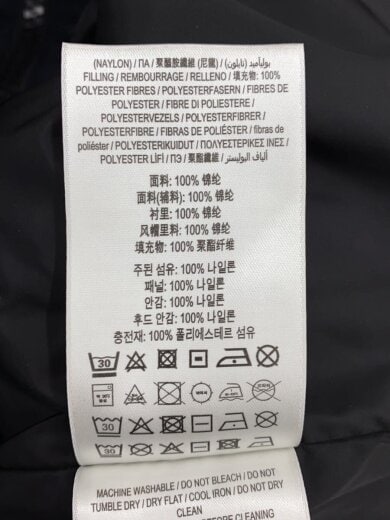 (NAYLON) / ПА / 聚醯胺纖維 (尼龍) / بوليأميد (نايلون)
FILLING / REMBOURRAGE / RELLENO / 填充物: 100%
POLYESTER FIBRES / POLYESTERFASERN / FIBRES DE
POLYESTER / FIBRE DI POLIESTERE /
POLYESTERVEZELS / POLYESTERFIBRER /
POLYESTERFIBRE / FIBRAS DE POLIÉSTER / fibras de
poliéster / POLYESTERIKUIDUT / ΠΟΛΥΕΣΤΕΡΙΚΕΣ ΙΝΕΣ /
POLYESTER LİFİ / ПЭ / 聚酯纖維 / ألياف البوليستر
面料: 100% 锦纶
面料(辅料): 100% 锦纶
衬里: 100% 锦纶
风帽里料: 100% 锦纶
填充物: 100% 聚酯纤维
주된 섬유: 100% 나일론
패널: 100% 나일론
안감: 100% 나일론
후드 안감: 100% 나일론
충전재: 100% 폴리에스테르 섬유
30
30
30
MACHINE WASHABLE / DO NOT BLEACH / DO NOT
TUMBLE DRY / DRY FLAT / COOL IRON / DO NOT DRY
CLEAN
BEFORE CLEANING